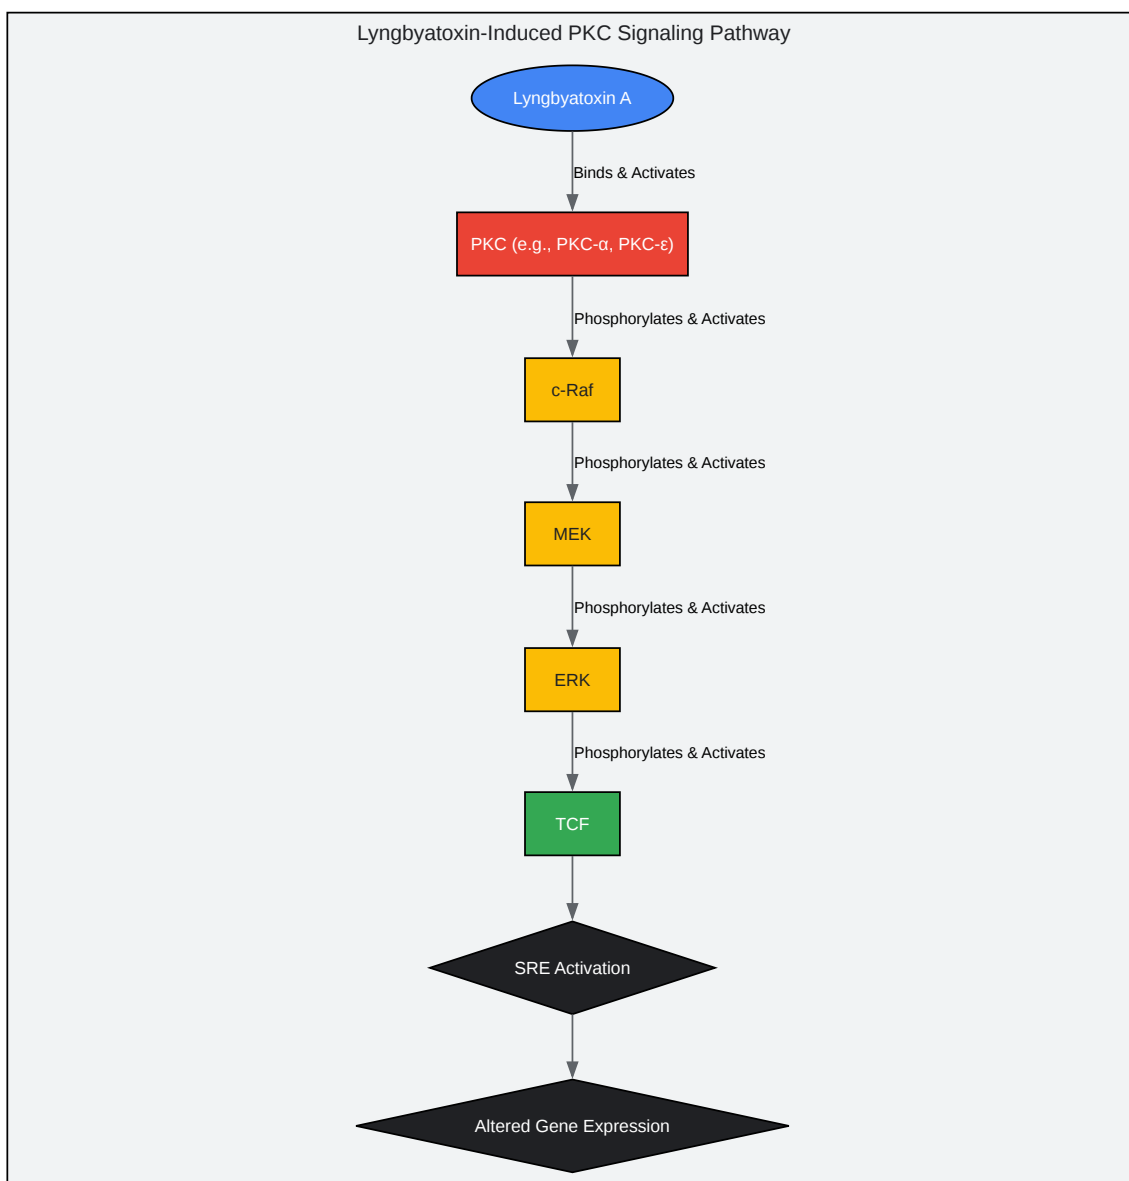 Lyngbyatoxin-Induced PKC Signaling Pathway
Lyngbyatoxin A
Binds & Activates
PKC (e.g., PKC-α, PKC-ε)
Phosphorylates & Activates
c-Raf
Phosphorylates & Activates
MEK
Phosphorylates & Activates
ERK
Phosphorylates & Activates
TCF
SRE Activation
Altered Gene Expression